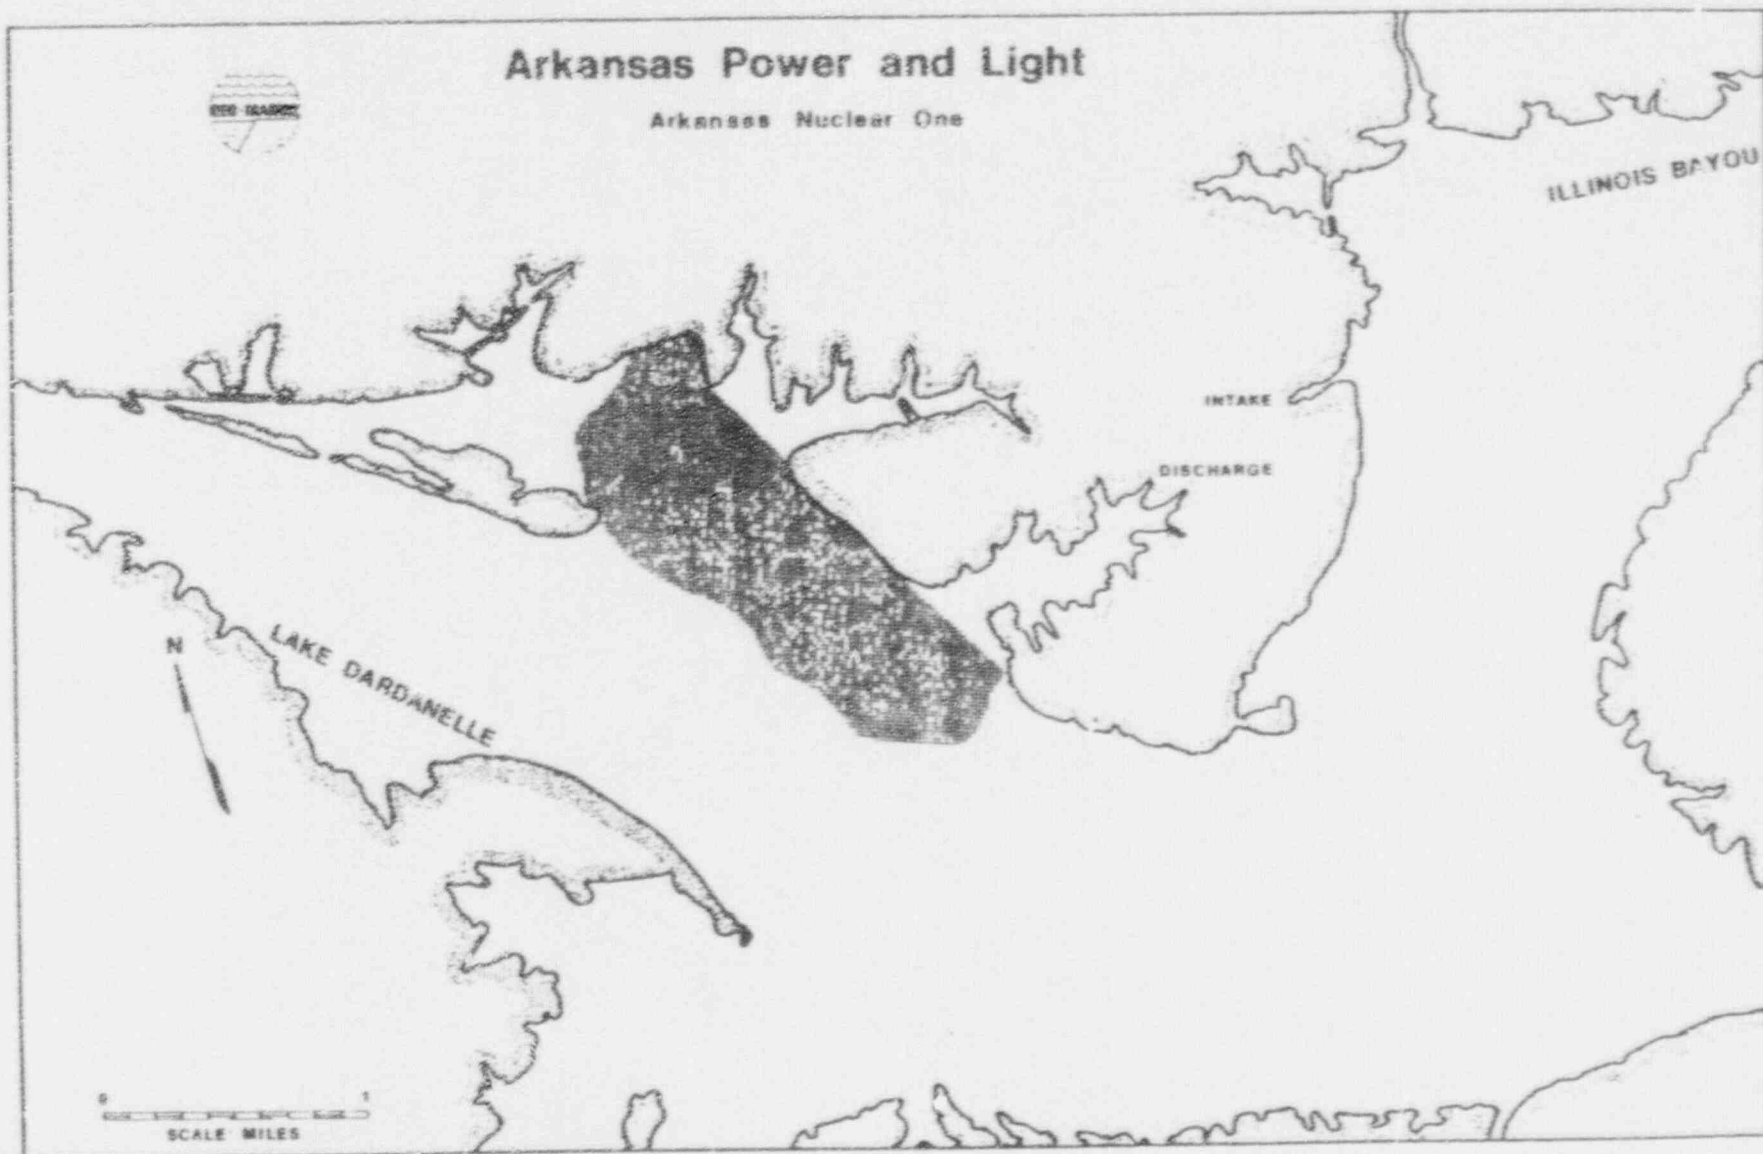 Arkansas Power and Light
Arkansas Nuclear One
ILLINOIS BAYOU
INTAKE
DISCHARGE
N
LAKE DARDANELLE
0 1
SCALE MILES